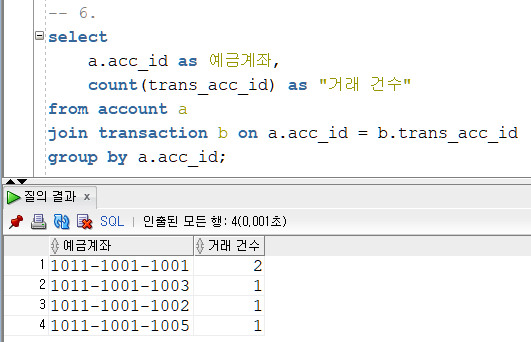 -- 6.
select
a.acc_id as 예금계좌,
count(trans_acc_id) as "거래 건수"
from account a
join transaction b on a.acc_id = b.trans_acc_id
group by a.acc_id;
질의 결과 x
SQL | 인출된 모든 행: 4(0,001초)
예금계좌 거래 건수
1 1011-1001-1001 2
2 1011-1001-1003 1
3 1011-1001-1002 1
4 1011-1001-1005 1